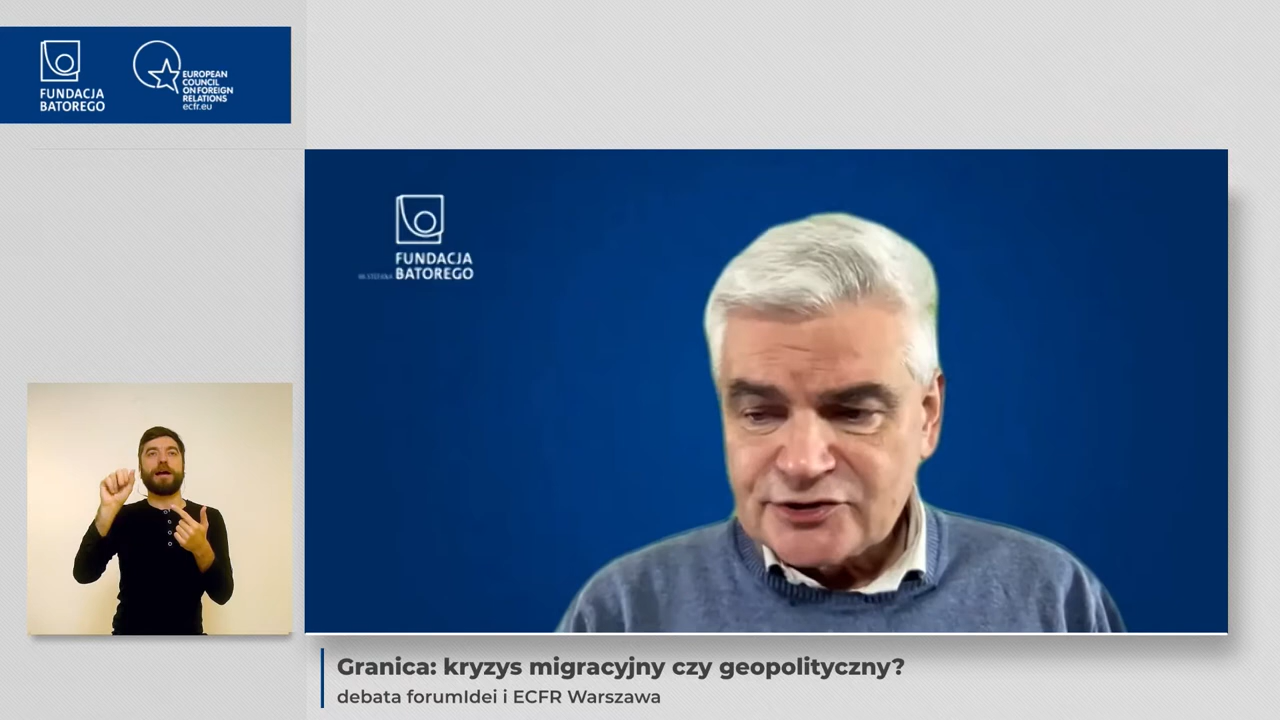 FUNDACJA
BATOREGO
EUROPEAN
COUNCIL
ON FOREIGN
RELATIONS
ecfr.eu
FUNDACJA
BATOREGO
Granica: kryzys migracyjny czy geopolityczny?
debata forumIdei i ECFR Warszawa